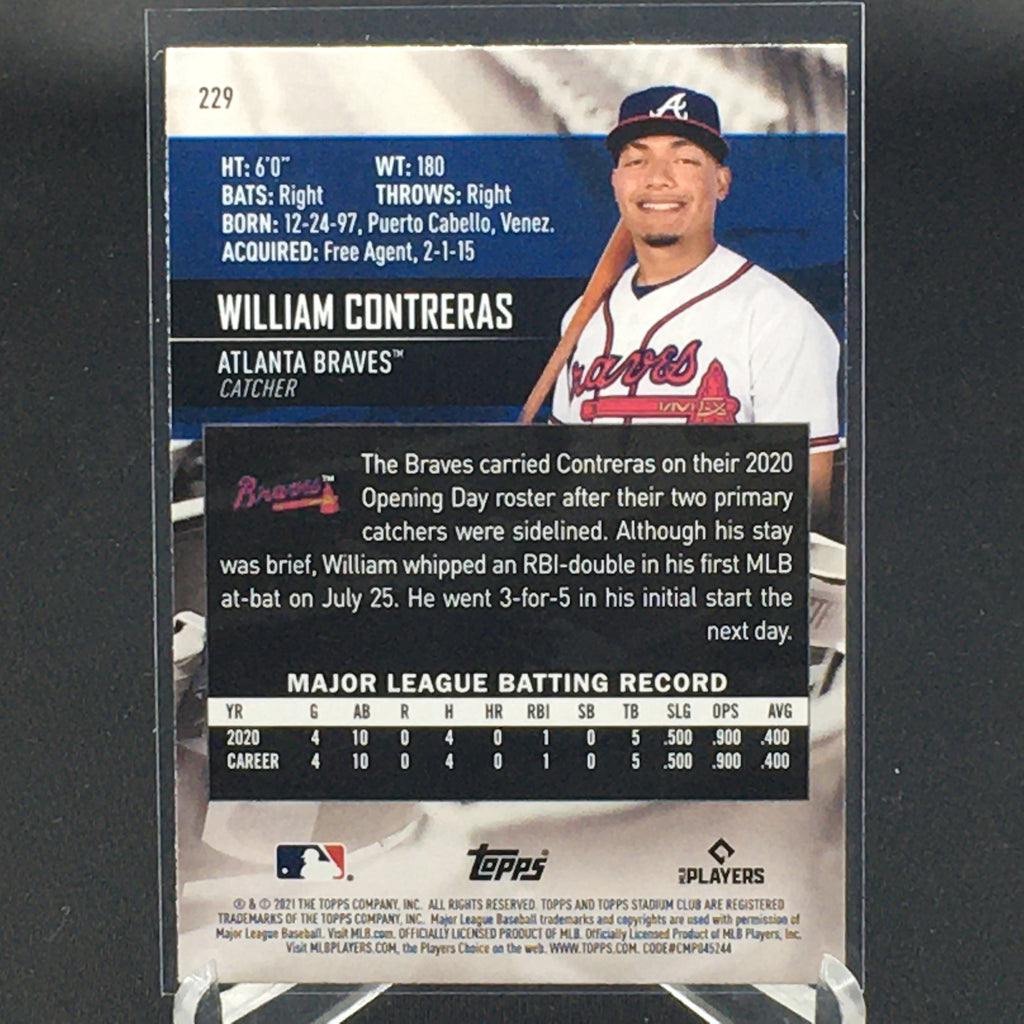 229
HT: 6'0" WT: 180
BATS: Right THROWS: Right
BORN: 12-24-97, Puerto Cabello, Venez.
ACQUIRED: Free Agent, 2-1-15
WILLIAM CONTRERAS
ATLANTA BRAVES™
CATCHER
A
Braves
Braves™
The Braves carried Contreras on their 2020
Opening Day roster after their two primary
catchers were sidelined. Although his stay
was brief, William whipped an RBI-double in his first MLB
at-bat on July 25. He went 3-for-5 in his initial start the
next day.
MAJOR LEAGUE BATTING RECORD
YR G AB R H HR RBI SB TB SLG OPS AVG
2020 4 10 0 4 0 1 0 5 .500 .900 .400
CAREER 4 10 0 4 0 1 0 5 .500 .900 .400
topps®
MLB PLAYERS
® & © 2021 THE TOPPS COMPANY, INC. ALL RIGHTS RESERVED. TOPPS AND TOPPS STADIUM CLUB ARE REGISTERED
TRADEMARKS OF THE TOPPS COMPANY, INC. Major League Baseball trademarks and copyrights are used with permission of
Major League Baseball. Visit MLB.com. OFFICIALLY LICENSED PRODUCT OF MLB. Officially Licensed Product of MLB Players, Inc.
Visit MLBPLAYERS.COM, the Players Choice on the web. WWW.TOPPS.COM. CODE#CMP045244